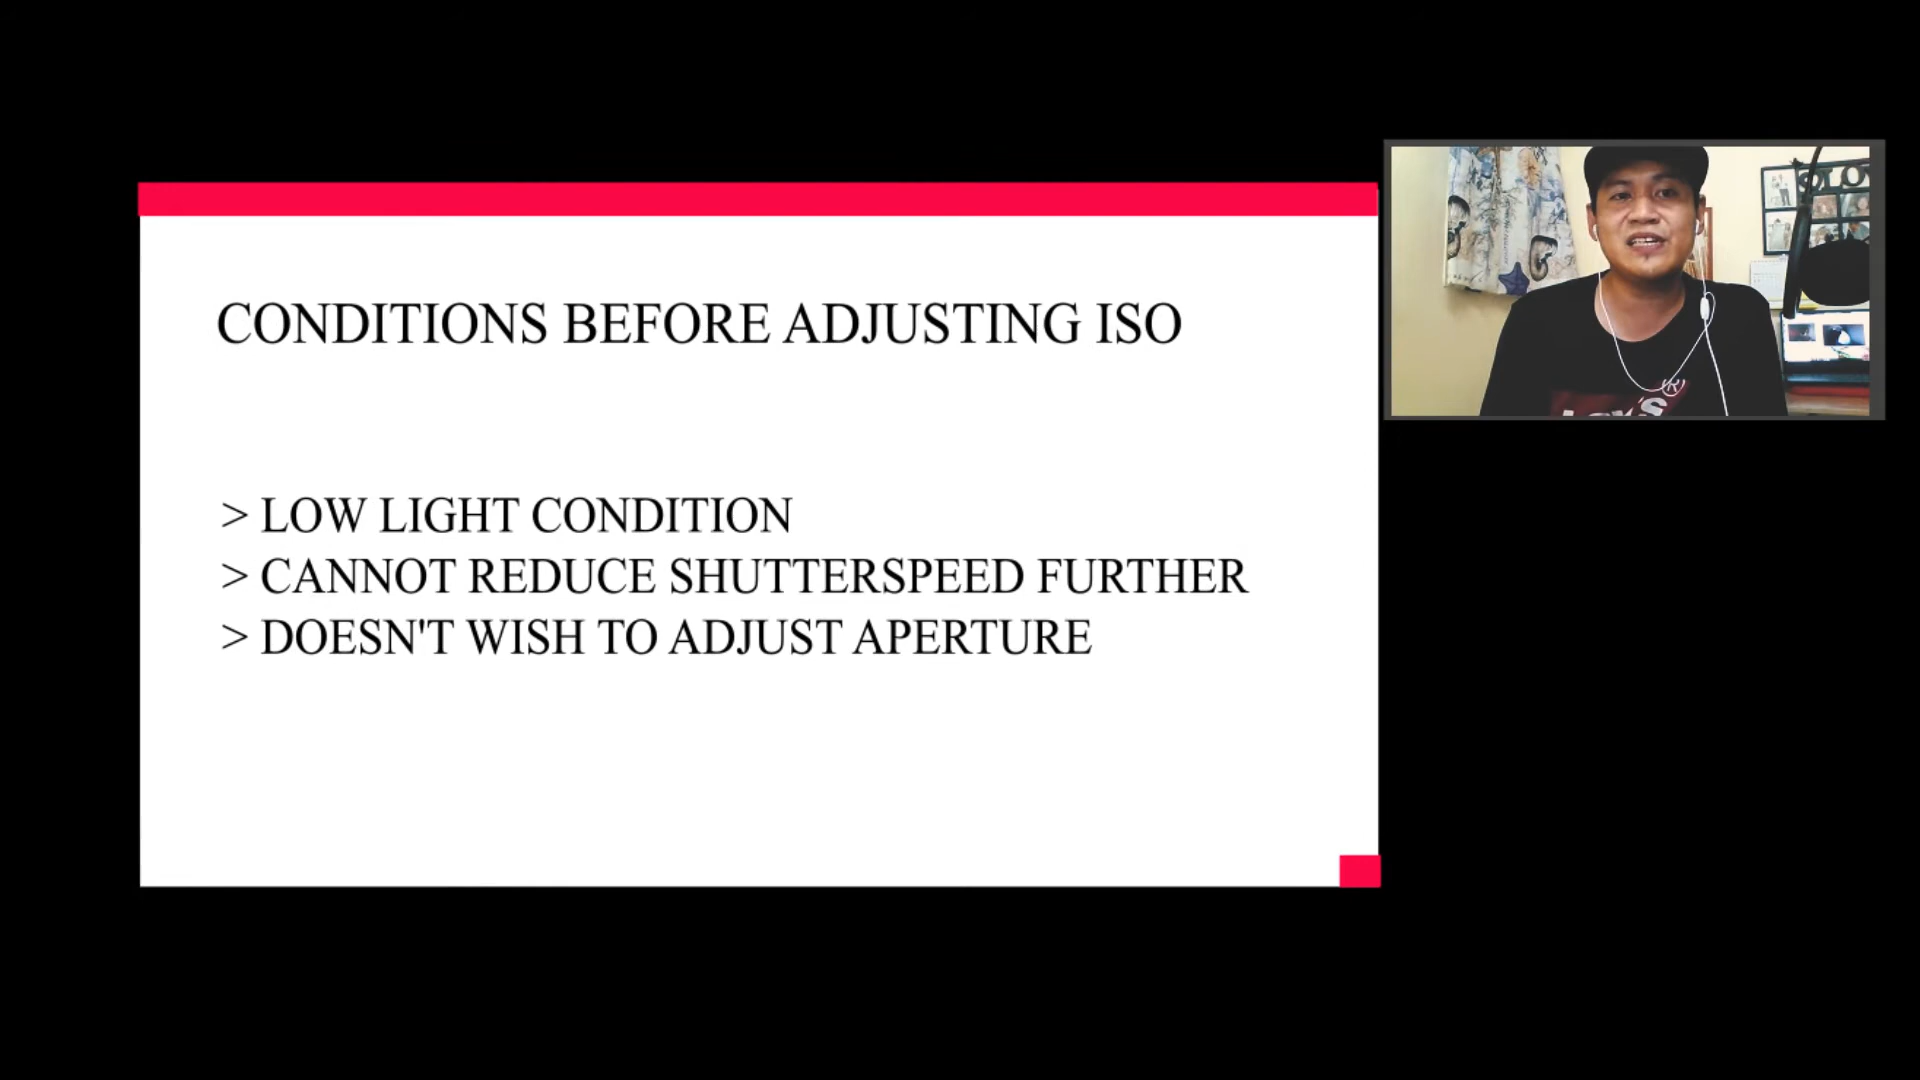 CONDITIONS BEFORE ADJUSTING ISO
> LOW LIGHT CONDITION
> CANNOT REDUCE SHUTTERSPEED FURTHER
> DOESN'T WISH TO ADJUST APERTURE